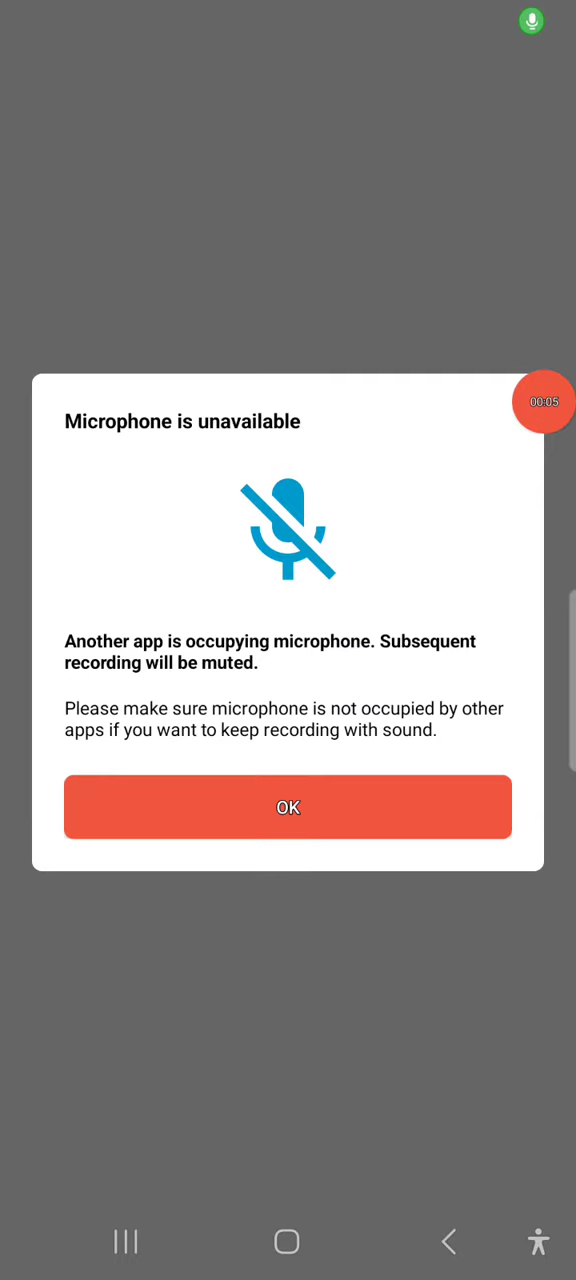 00:05
Microphone is unavailable
Another app is occupying microphone. Subsequent
recording will be muted.
Please make sure microphone is not occupied by other
apps if you want to keep recording with sound.
OK